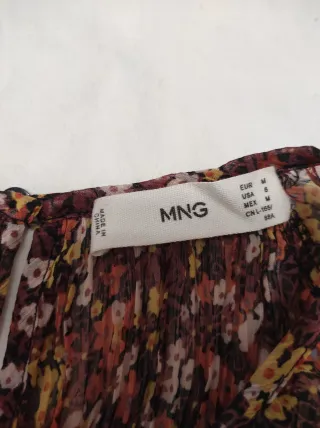 MADE IN
CHINA
MNG
EUR M
USA 6
MEX M
CN L-165/
88A